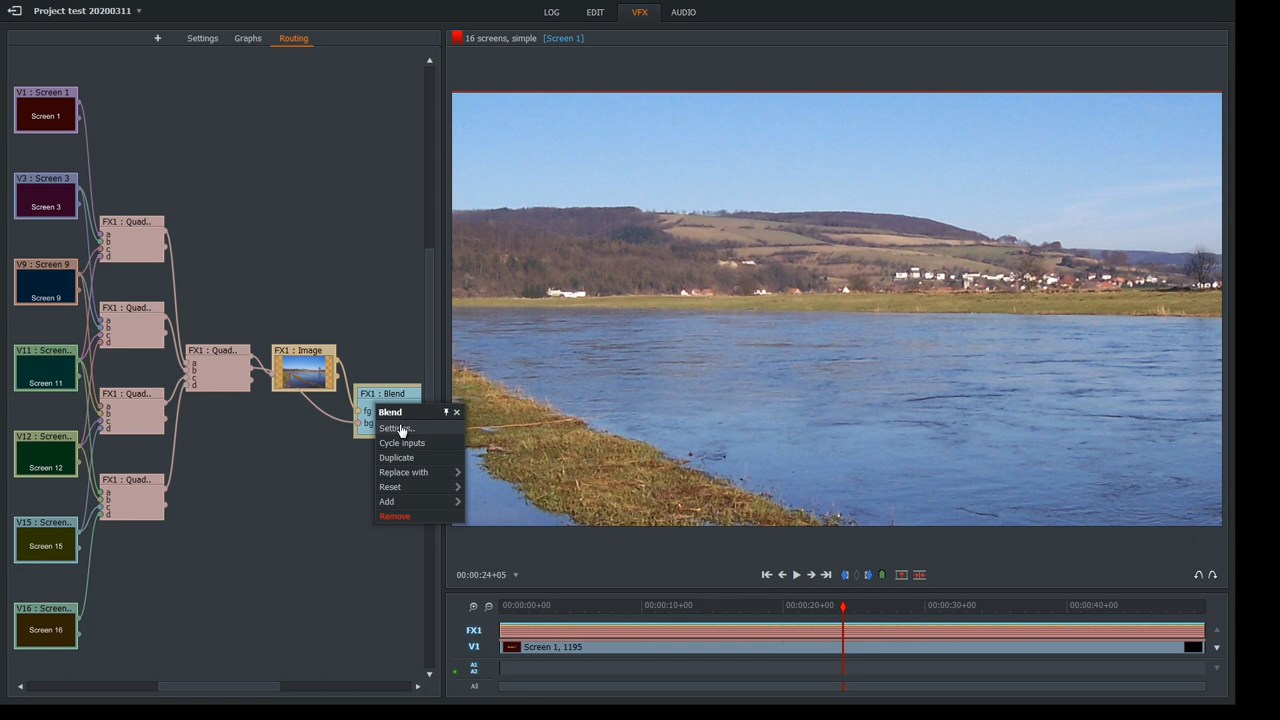 Project test 20200311
LOG EDIT VFX AUDIO
Settings Graphs Routing
16 screens, simple [Screen 1]
V1 : Screen 1
Screen 1
V3 : Screen 3
Screen 3
V9 : Screen 9
Screen 9
V11 : Screen..
Screen 11
V12 : Screen..
Screen 12
V15 : Screen..
Screen 15
V16 : Screen..
Screen 16
FX1 : Quad..
a
b
c
d
FX1 : Quad..
a
b
c
d
FX1 : Quad..
a
b
c
d
FX1 : Quad..
a
b
c
d
FX1 : Quad..
a
b
c
d
FX1 : Image
FX1 : Blend
fg
bg
Blend
Settings..
Cycle inputs
Duplicate
Replace with
Reset
Add
Remove
00:00:24+05
00:00:00+00 00:00:10+00 00:00:20+00 00:00:30+00 00:00:40+00
FX1
V1 Screen 1, 1195
A1
A2
All